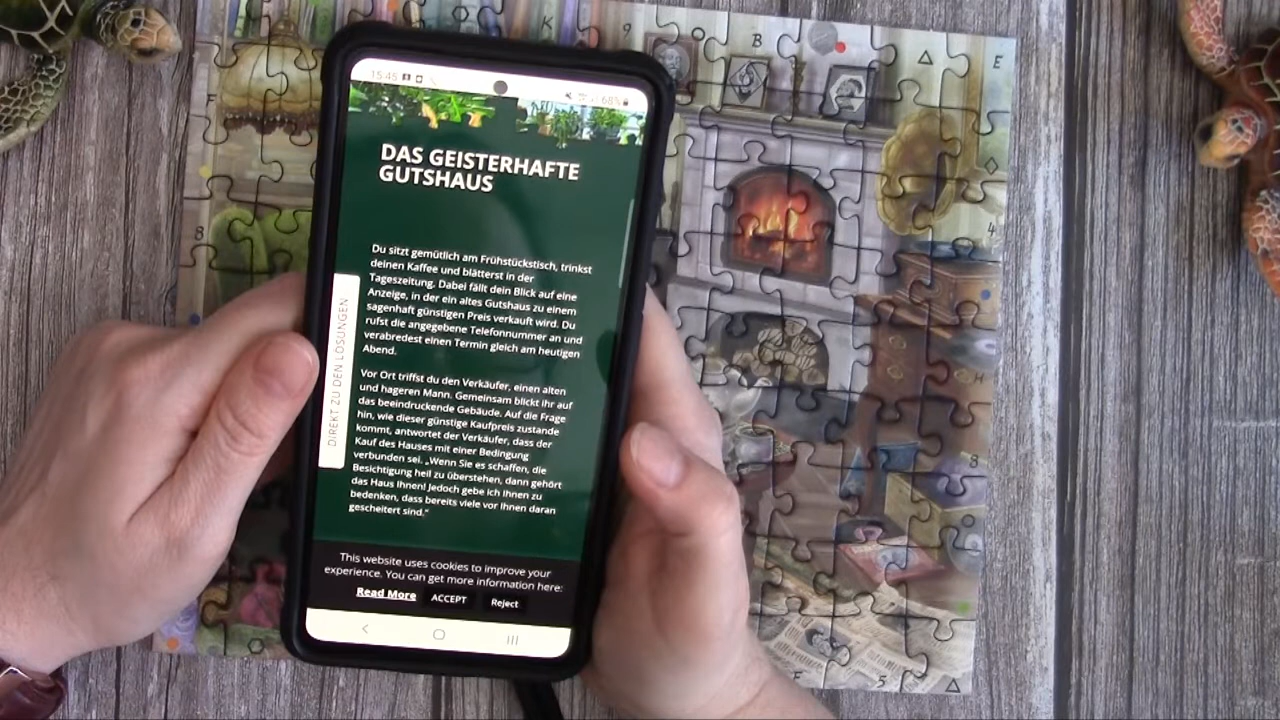 15:45
68%
DAS GEISTERHAFTE
GUTSHAUS
Du sitzt gemütlich am Frühstückstisch, trinkst
deinen Kaffee und blätterst in der
Tageszeitung. Dabei fällt dein Blick auf eine
Anzeige, in der ein altes Gutshaus zu einem
sagenhaft günstigen Preis verkauft wird. Du
rufst die angegebene Telefonnummer an und
verabredest einen Termin gleich am heutigen
Abend.
Vor Ort triffst du den Verkäufer, einen alten
und hageren Mann. Gemeinsam blickt ihr auf
das beeindruckende Gebäude. Auf die Frage
hin, wie dieser günstige Kaufpreis zustande
kommt, antwortet der Verkäufer, dass der
Kauf des Hauses mit einer Bedingung
verbunden sei. „Wenn Sie es schaffen, die
Besichtigung heil zu überstehen, dann gehört
das Haus Ihnen! Jedoch gebe ich Ihnen zu
bedenken, dass bereits viele vor Ihnen daran
gescheitert sind."
DIREKT ZU DEN LÖSUNGEN
This website uses cookies to improve your
experience. You can get more information here:
Read More ACCEPT Reject
K 9 B E
F
8
4
H
8
F 5